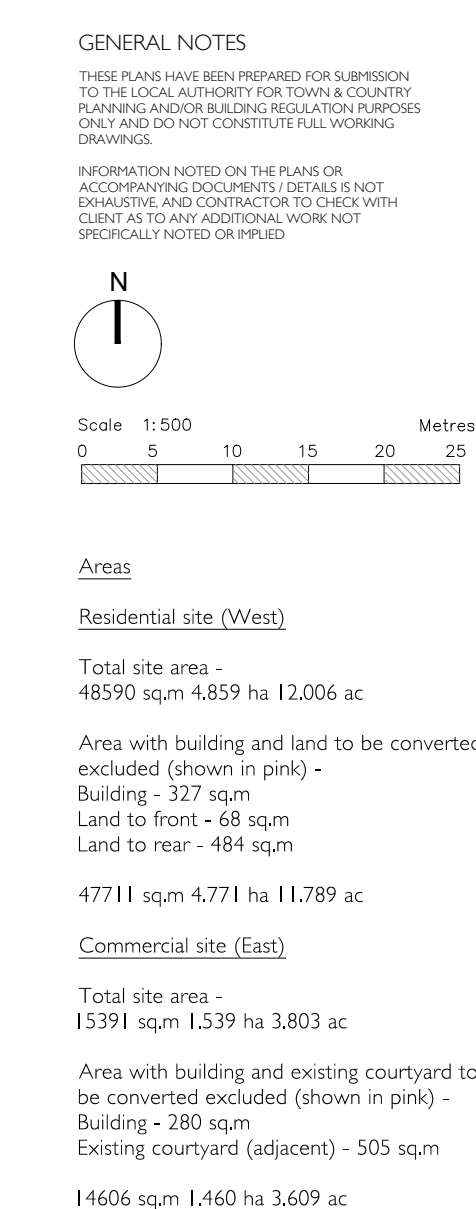 GENERAL NOTES
THESE PLANS HAVE BEEN PREPARED FOR SUBMISSION
TO THE LOCAL AUTHORITY FOR TOWN & COUNTRY
PLANNING AND/OR BUILDING REGULATION PURPOSES
ONLY AND DO NOT CONSTITUTE FULL WORKING
DRAWINGS.
INFORMATION NOTED ON THE PLANS OR
ACCOMPANYING DOCUMENTS / DETAILS IS NOT
EXHAUSTIVE, AND CONTRACTOR TO CHECK WITH
CLIENT AS TO ANY ADDITIONAL WORK NOT
SPECIFICALLY NOTED OR IMPLIED
N
Scale 1:500 Metres
0 5 10 15 20 25
Areas
Residential site (West)
Total site area -
48590 sq.m 4.859 ha 12.006 ac
Area with building and land to be converted
excluded (shown in pink) -
Building - 327 sq.m
Land to front - 68 sq.m
Land to rear - 484 sq.m
47711 sq.m 4.771 ha 11.789 ac
Commercial site (East)
Total site area -
15391 sq.m 1.539 ha 3.803 ac
Area with building and existing courtyard to
be converted excluded (shown in pink) -
Building - 280 sq.m
Existing courtyard (adjacent) - 505 sq.m
14606 sq.m 1.460 ha 3.609 ac